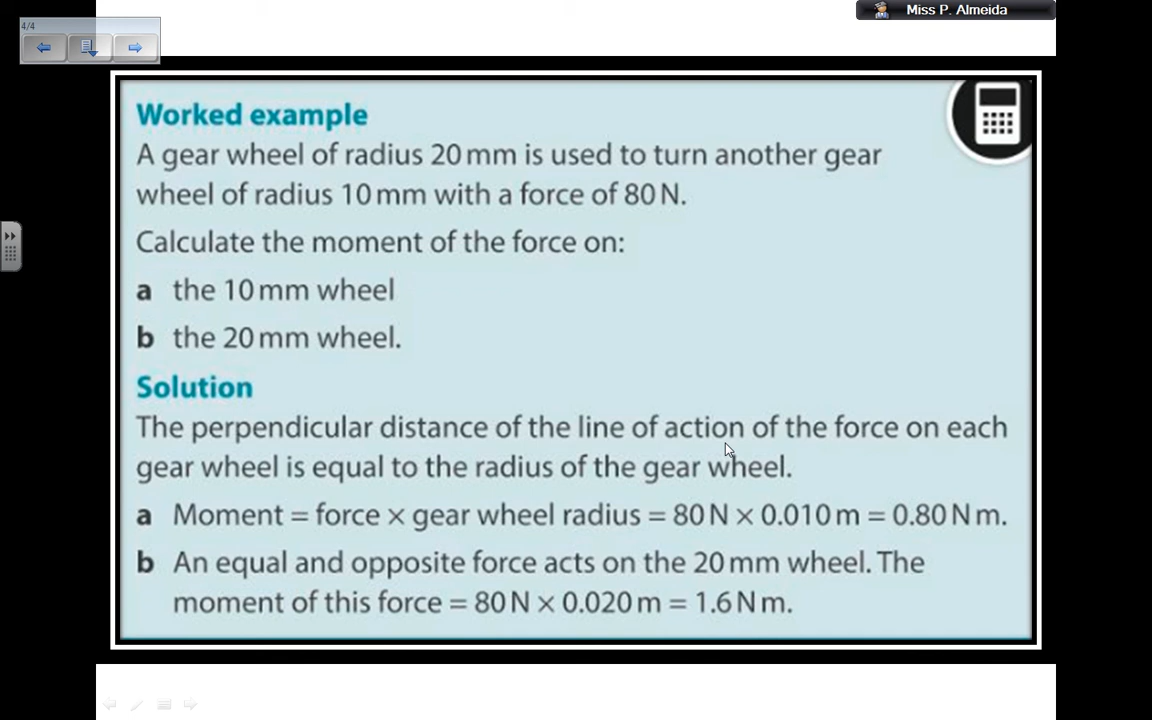 4/4
Miss P. Almeida
Worked example
A gear wheel of radius 20 mm is used to turn another gear
wheel of radius 10 mm with a force of 80 N.
Calculate the moment of the force on:
a the 10 mm wheel
b the 20 mm wheel.
Solution
The perpendicular distance of the line of action of the force on each
gear wheel is equal to the radius of the gear wheel.
a Moment = force × gear wheel radius = 80 N × 0.010 m = 0.80 N m.
b An equal and opposite force acts on the 20 mm wheel. The
moment of this force = 80 N × 0.020 m = 1.6 N m.